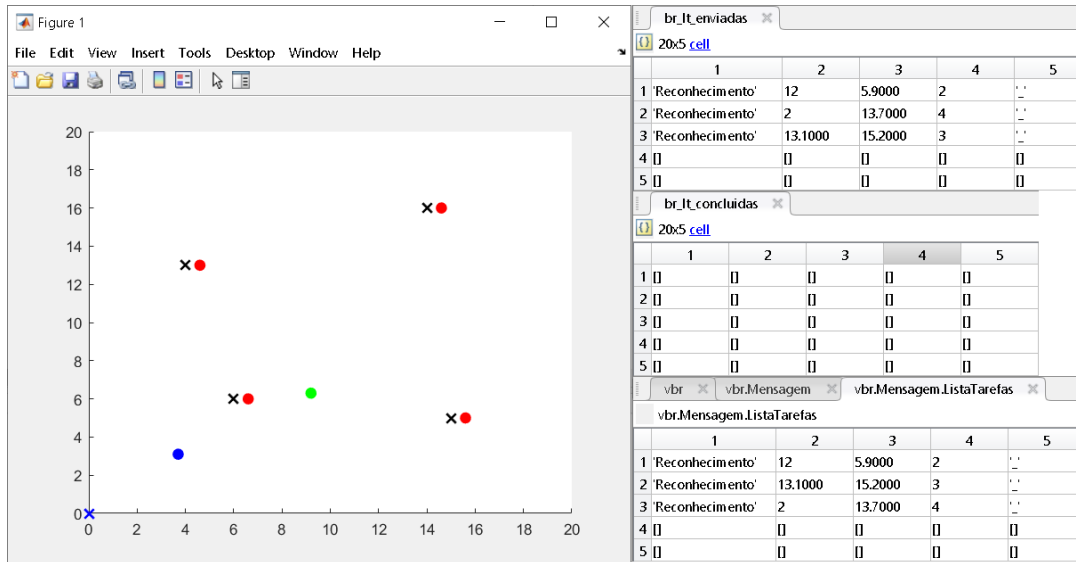 Figure 1
File Edit View Insert Tools Desktop Window Help
20
18
16
14
12
10
8
6
4
2
0
0 2 4 6 8 10 12 14 16 18 20
br_lt_enviadas
{} 20x5 cell
1 2 3 4 5
1 'Reconhecimento' 12 5.9000 2 '_'
2 'Reconhecimento' 2 13.7000 4 '_'
3 'Reconhecimento' 13.1000 15.2000 3 '_'
4 [] [] [] [] []
5 [] [] [] [] []
br_lt_concluidas
{} 20x5 cell
1 2 3 4 5
1 [] [] [] [] []
2 [] [] [] [] []
3 [] [] [] [] []
4 [] [] [] [] []
5 [] [] [] [] []
vbr vbr.Mensagem vbr.Mensagem.ListaTarefas
vbr.Mensagem.ListaTarefas
1 2 3 4 5
1 'Reconhecimento' 12 5.9000 2 '_'
2 'Reconhecimento' 13.1000 15.2000 3 '_'
3 'Reconhecimento' 2 13.7000 4 '_'
4 [] [] [] [] []
5 [] [] [] [] []